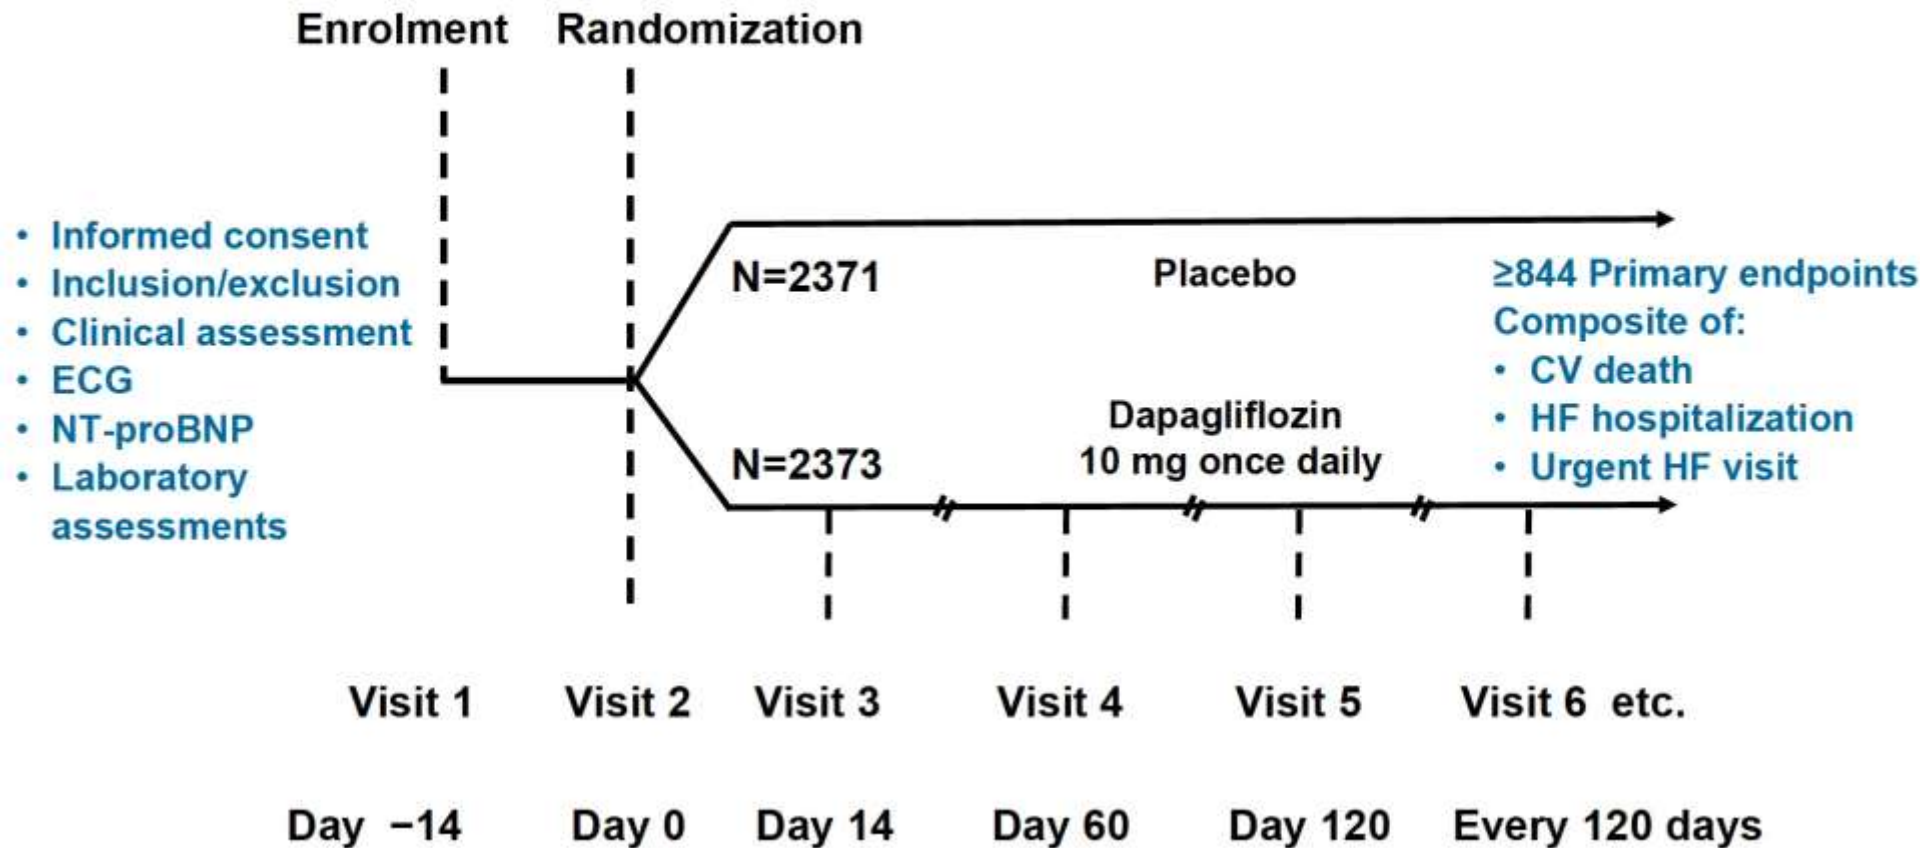 Enrolment Randomization
• Informed consent
• Inclusion/exclusion
• Clinical assessment
• ECG
• NT-proBNP
• Laboratory
assessments
N=2371
Placebo
N=2373
Dapagliflozin
10 mg once daily
≥844 Primary endpoints
Composite of:
• CV death
• HF hospitalization
• Urgent HF visit
Visit 1 Visit 2 Visit 3 Visit 4 Visit 5 Visit 6 etc.
Day −14 Day 0 Day 14 Day 60 Day 120 Every 120 days